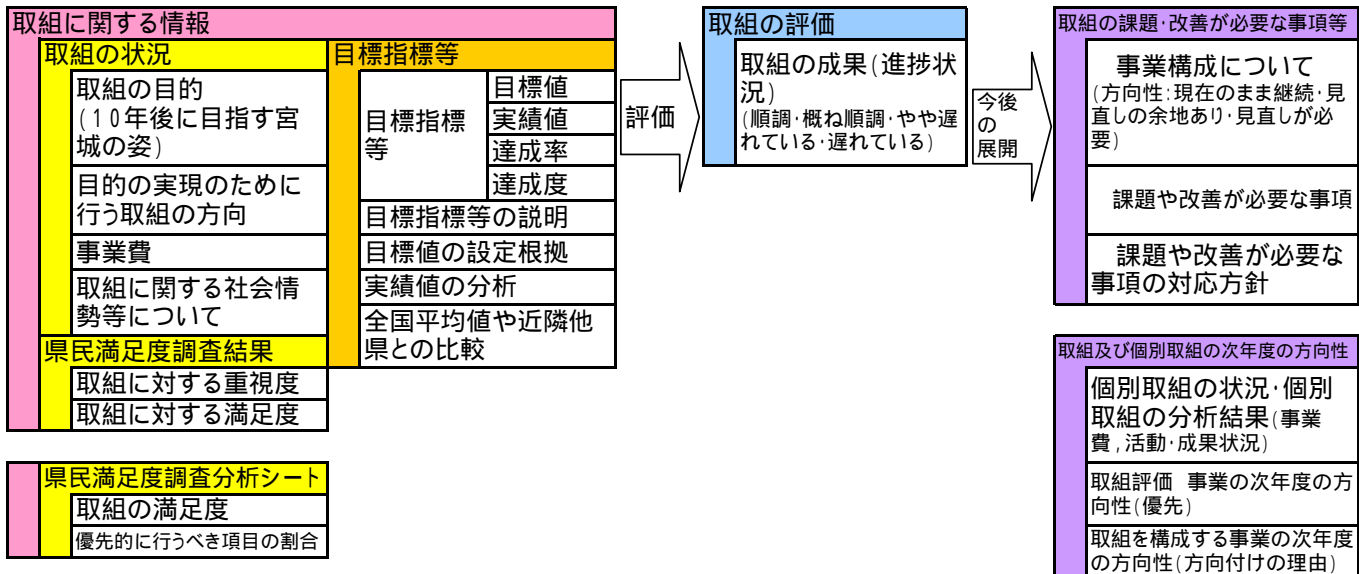 取組に関する情報
取組の状況
取組の目的
(10年後に目指す宮
城の姿)
目的の実現のために
行う取組の方向
事業費
取組に関する社会情
勢等について
県民満足度調査結果
取組に対する重視度
取組に対する満足度
目標指標等
目標指標
等
目標値
実績値
達成率
達成度
目標指標等の説明
目標値の設定根拠
実績値の分析
全国平均値や近隣他
県との比較
県民満足度調査分析シート
取組の満足度
優先的に行うべき項目の割合
評価
取組の評価
取組の成果(進捗状
況)
(順調・概ね順調・やや遅
れている・遅れている)
今後
の
展開
取組の課題・改善が必要な事項等
事業構成について
(方向性:現在のまま継続・見
直しの余地あり・見直しが必
要)
課題や改善が必要な事項
課題や改善が必要な
事項の対応方針
取組及び個別取組の次年度の方向性
個別取組の状況・個別
取組の分析結果(事業
費,活動・成果状況)
取組評価 事業の次年度の方
向性(優先)
取組を構成する事業の次年度
の方向性(方向付けの理由)